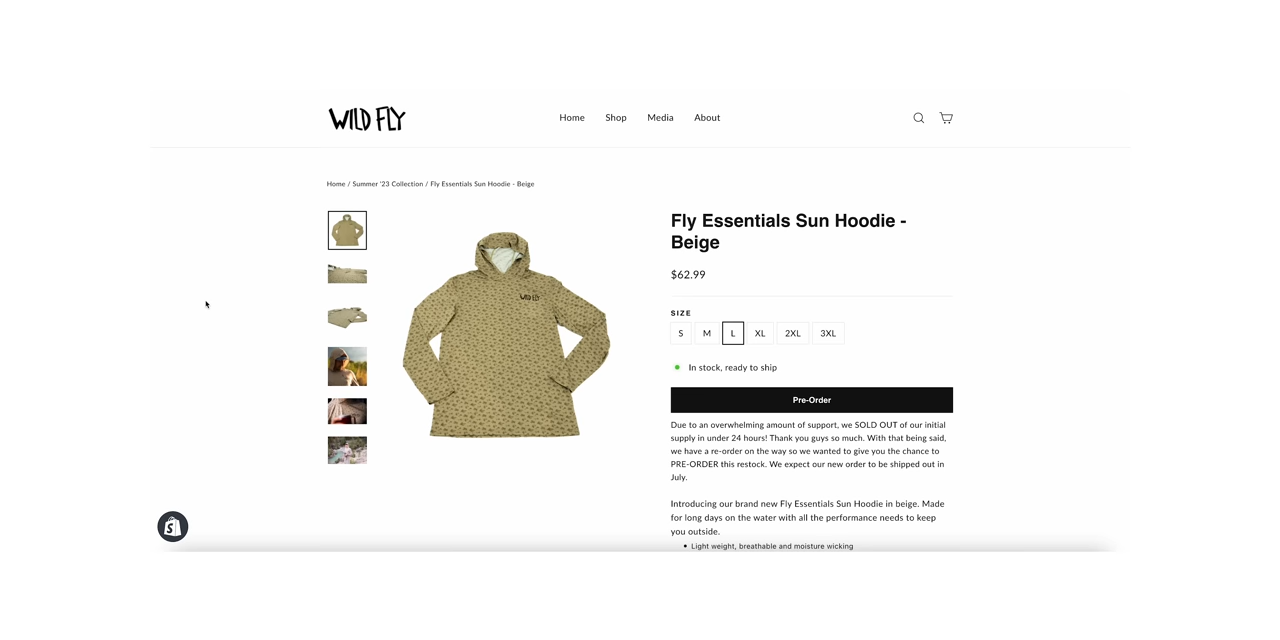 WILD FLY
Home Shop Media About
Home / Summer '23 Collection / Fly Essentials Sun Hoodie - Beige
Fly Essentials Sun Hoodie -
Beige
$62.99
WILD FLY
SIZE
S M L XL 2XL 3XL
In stock, ready to ship
Pre-Order
Due to an overwhelming amount of support, we SOLD OUT of our initial
supply in under 24 hours! Thank you guys so much. With that being said,
we have a re-order on the way so we wanted to give you the chance to
PRE-ORDER this restock. We expect our new order to be shipped out in
July.
Introducing our brand new Fly Essentials Sun Hoodie in beige. Made
for long days on the water with all the performance needs to keep
you outside.
• Light weight, breathable and moisture wicking